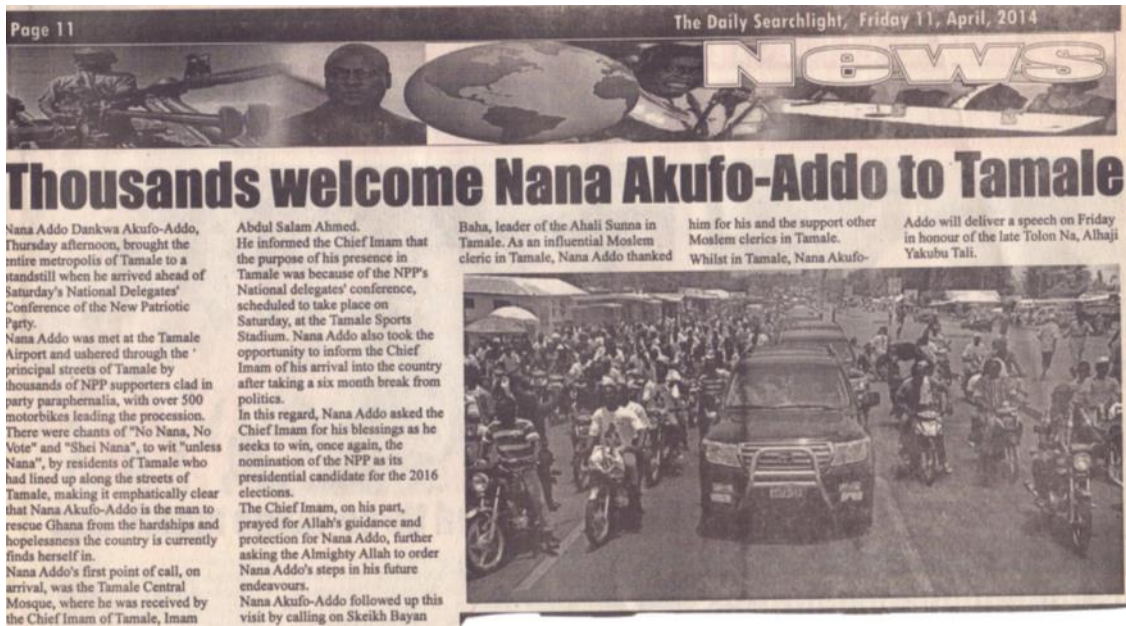 Page 11
The Daily Searchlight, Friday 11, April, 2014
News
Thousands welcome Nana Akufo-Addo to Tamale
Nana Addo Dankwa Akufo-Addo,
Thursday afternoon, brought the
entire metropolis of Tamale to a
standstill when he arrived ahead of
Saturday's National Delegates'
Conference of the New Patriotic
Party.
Nana Addo was met at the Tamale
Airport and ushered through the
principal streets of Tamale by
thousands of NPP supporters clad in
party paraphernalia, with over 500
motorbikes leading the procession.
There were chants of "No Nana, No
Vote" and "Shei Nana", to wit "unless
Nana", by residents of Tamale who
had lined up along the streets of
Tamale, making it emphatically clear
that Nana Akufo-Addo is the man to
rescue Ghana from the hardships and
hopelessness the country is currently
finds herself in.
Nana Addo's first point of call, on
arrival, was the Tamale Central
Mosque, where he was received by
the Chief Imam of Tamale, Imam
Abdul Salam Ahmed.
He informed the Chief Imam that
the purpose of his presence in
Tamale was because of the NPP's
National delegates' conference,
scheduled to take place on
Saturday, at the Tamale Sports
Stadium. Nana Addo also took the
opportunity to inform the Chief
Imam of his arrival into the country
after taking a six month break from
politics.
In this regard, Nana Addo asked the
Chief Imam for his blessings as he
seeks to win, once again, the
nomination of the NPP as its
presidential candidate for the 2016
elections.
The Chief Imam, on his part,
prayed for Allah's guidance and
protection for Nana Addo, further
asking the Almighty Allah to order
Nana Addo's steps in his future
endeavours.
Nana Akufo-Addo followed up this
visit by calling on Skeikh Bayan
Baha, leader of the Ahali Sunna in
Tamale. As an influential Moslem
cleric in Tamale, Nana Addo thanked
him for his and the support other
Moslem clerics in Tamale.
Whilst in Tamale, Nana Akufo-
Addo will deliver a speech on Friday
in honour of the late Tolon Na, Alhaji
Yakubu Tali.